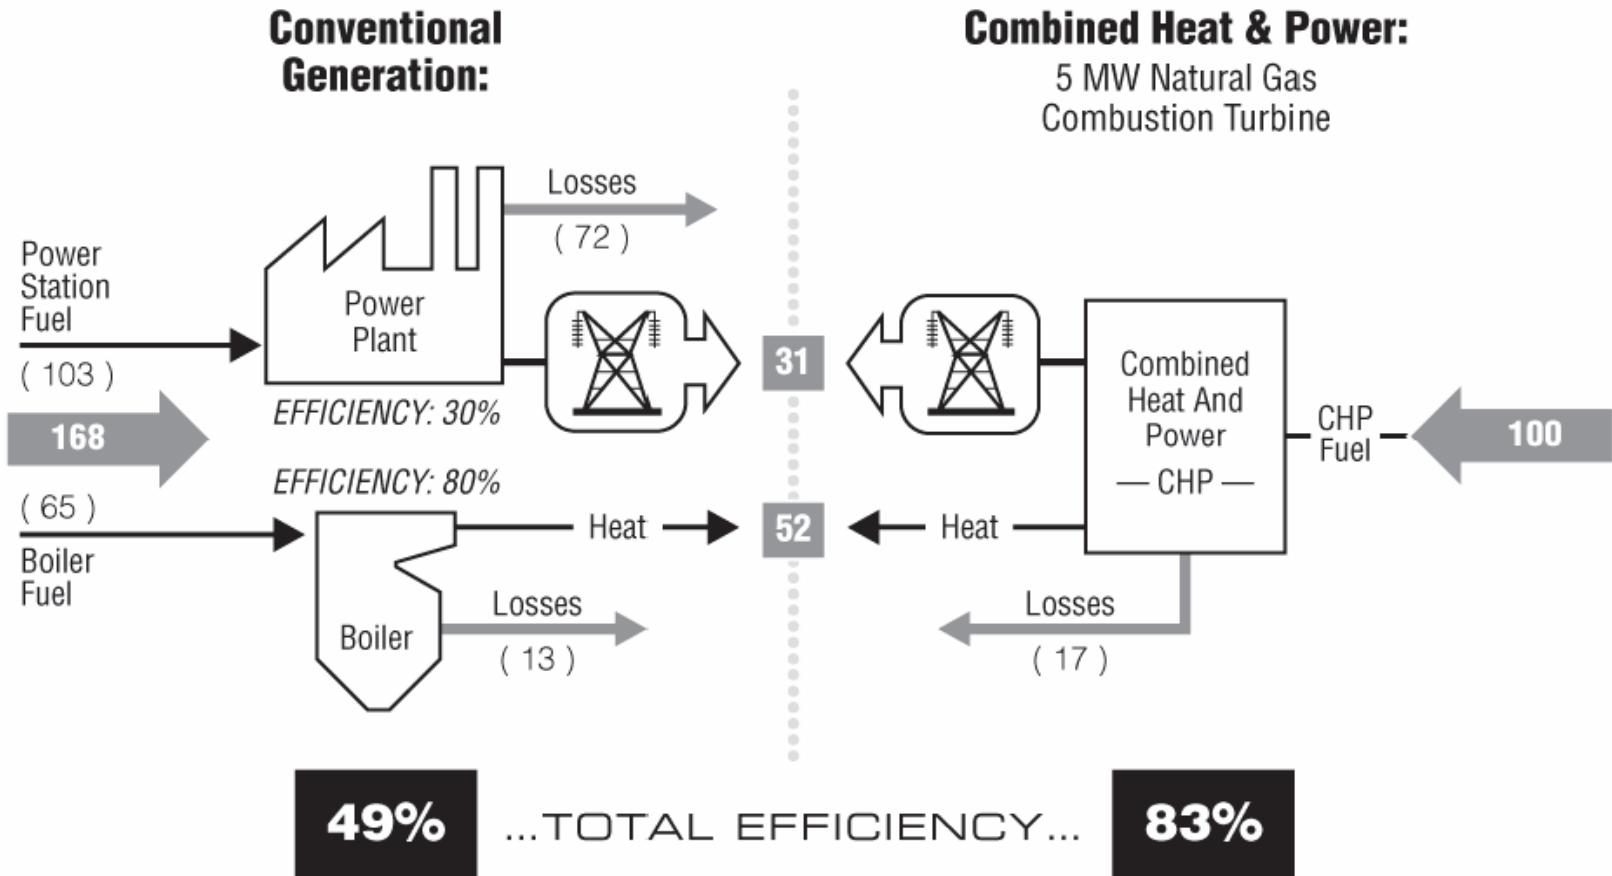 Conventional
Generation:
Combined Heat & Power:
5 MW Natural Gas
Combustion Turbine
Losses
( 72 )
Power
Station
Fuel
( 103 )
Power
Plant
EFFICIENCY: 30%
168
31
Combined
Heat And
Power
— CHP —
CHP
Fuel
100
EFFICIENCY: 80%
( 65 )
Boiler
Fuel
Heat
52
Heat
Boiler
Losses
( 13 )
Losses
( 17 )
49%
...TOTAL EFFICIENCY...
83%